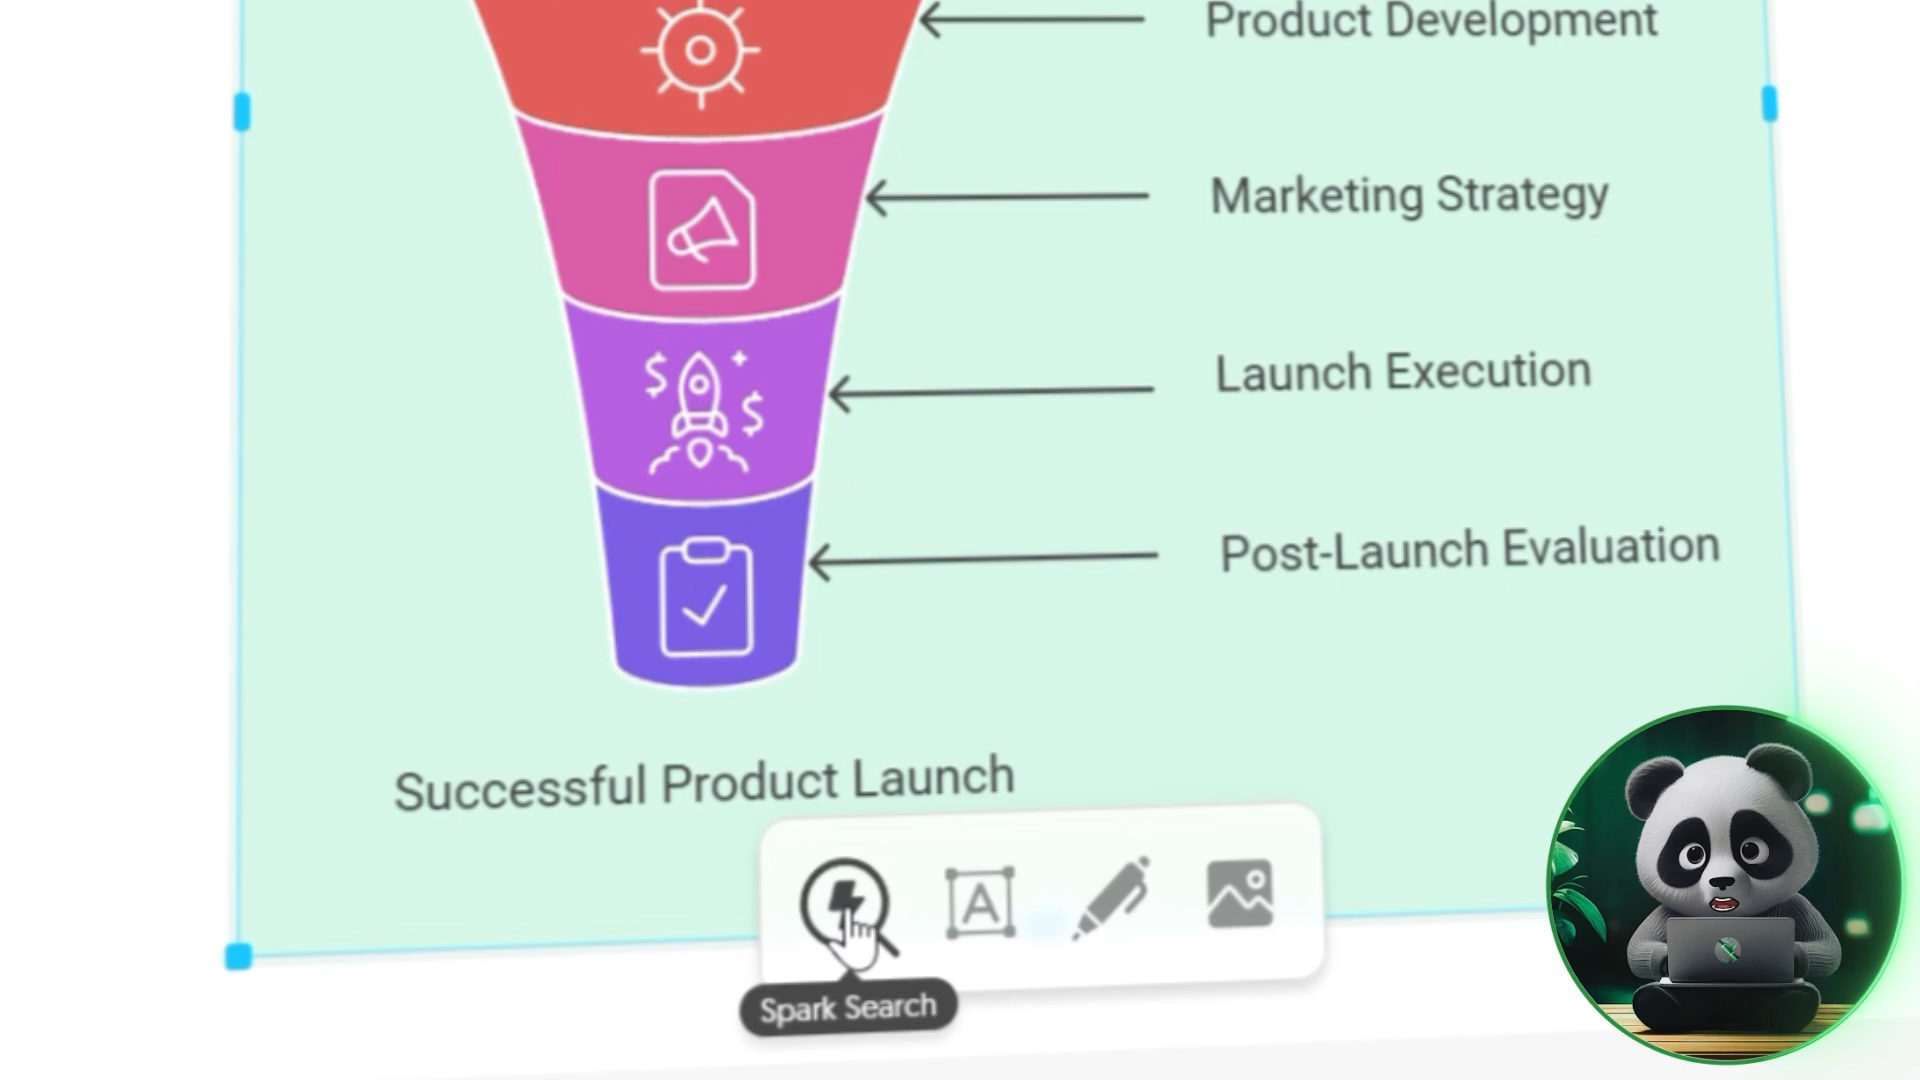 Product Development
Marketing Strategy
Launch Execution
Post-Launch Evaluation
Successful Product Launch
A
Spark Search